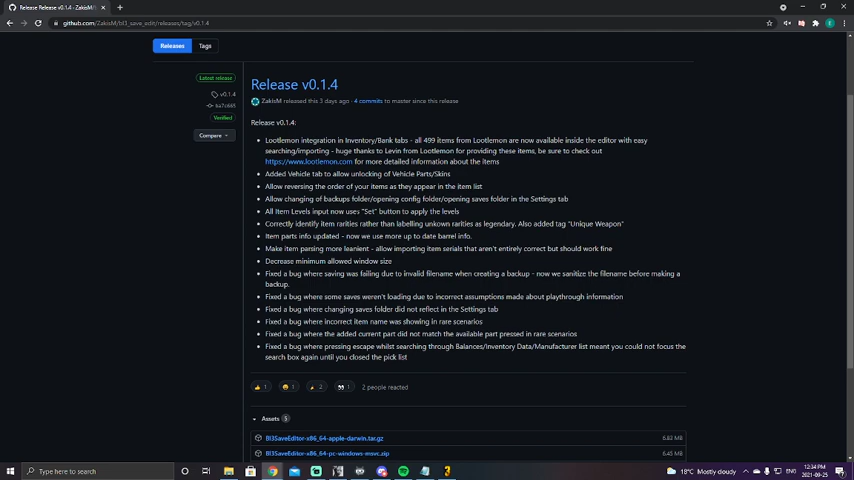 Release Release v0.1.4 · ZakisM/
github.com/ZakisM/bl3_save_edit/releases/tag/v0.1.4
Releases Tags
Latest release
v0.1.4
Verified
Compare
Release v0.1.4
ZakisM released this 3 days ago · 4 commits to master since this release
Release v0.1.4:
Lootlemon integration in Inventory/Bank tabs - all 499 items from Lootlemon are now available inside the editor with easy
searching/importing - huge thanks to Levin from Lootlemon for providing these items, be sure to check out
https://www.lootlemon.com for more detailed information about the items
Added Vehicle tab to allow unlocking of Vehicle Parts/Skins
Allow reversing the order of your items as they appear in the item list
Allow changing of backups folder/opening config folder/opening saves folder in the Settings tab
All Item Levels input now uses "Set" button to apply the levels
Correctly identify item rarities rather than labelling unkown rarities as legendary. Also added tag "Unique Weapon"
Item parts info updated - now we use more up to date barrel info.
Make item parsing more leanient - allow importing item serials that aren't entirely correct but should work fine
Decrease minimum allowed window size
Fixed a bug where saving was failing due to invalid filename when creating a backup - now we sanitize the filename before making a
backup.
Fixed a bug where some saves weren't loading due to incorrect assumptions made about playthrough information
Fixed a bug where changing saves folder did not reflect in the Settings tab
Fixed a bug where incorrect item name was showing in rare scenarios
Fixed a bug where the added current part did not match the available part pressed in rare scenarios
Fixed a bug where pressing escape whilst searching through Balances/Inventory Data/Manufacturer list meant you could not focus the
search box again until you closed the pick list
1 1 2 1 2 people reacted
Assets 5
Bl3SaveEditor-x86_64-apple-darwin.tar.gz 6.82 MB
Bl3SaveEditor-x86_64-pc-windows-msvc.zip 6.45 MB
Type here to search
18°C Mostly cloudy
ENG
12:34 PM
2021-09-25